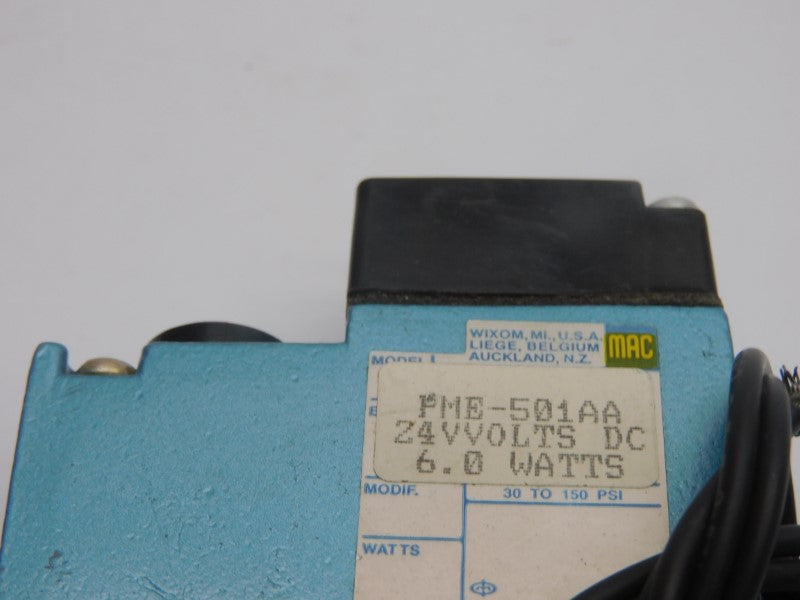 WIXOM, MI., U.S.A.
LIEGE, BELGIUM
AUCKLAND, N.Z.
MAC
MODEL
PME-501AA
24VVOLTS DC
6.0 WATTS
MODIF.
30 TO 150 PSI
WATTS